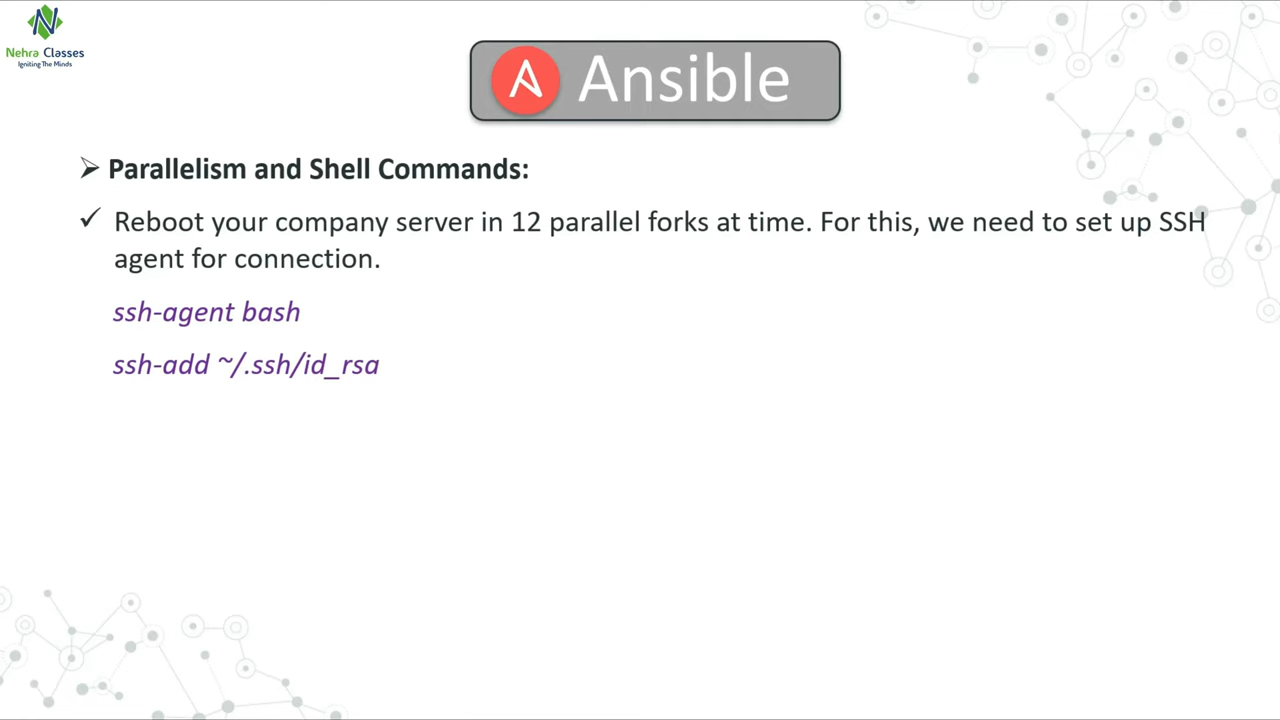 Nehra Classes
Igniting The Minds
Ansible
Parallelism and Shell Commands:
Reboot your company server in 12 parallel forks at time. For this, we need to set up SSH
agent for connection.
ssh-agent bash
ssh-add ~/.ssh/id_rsa